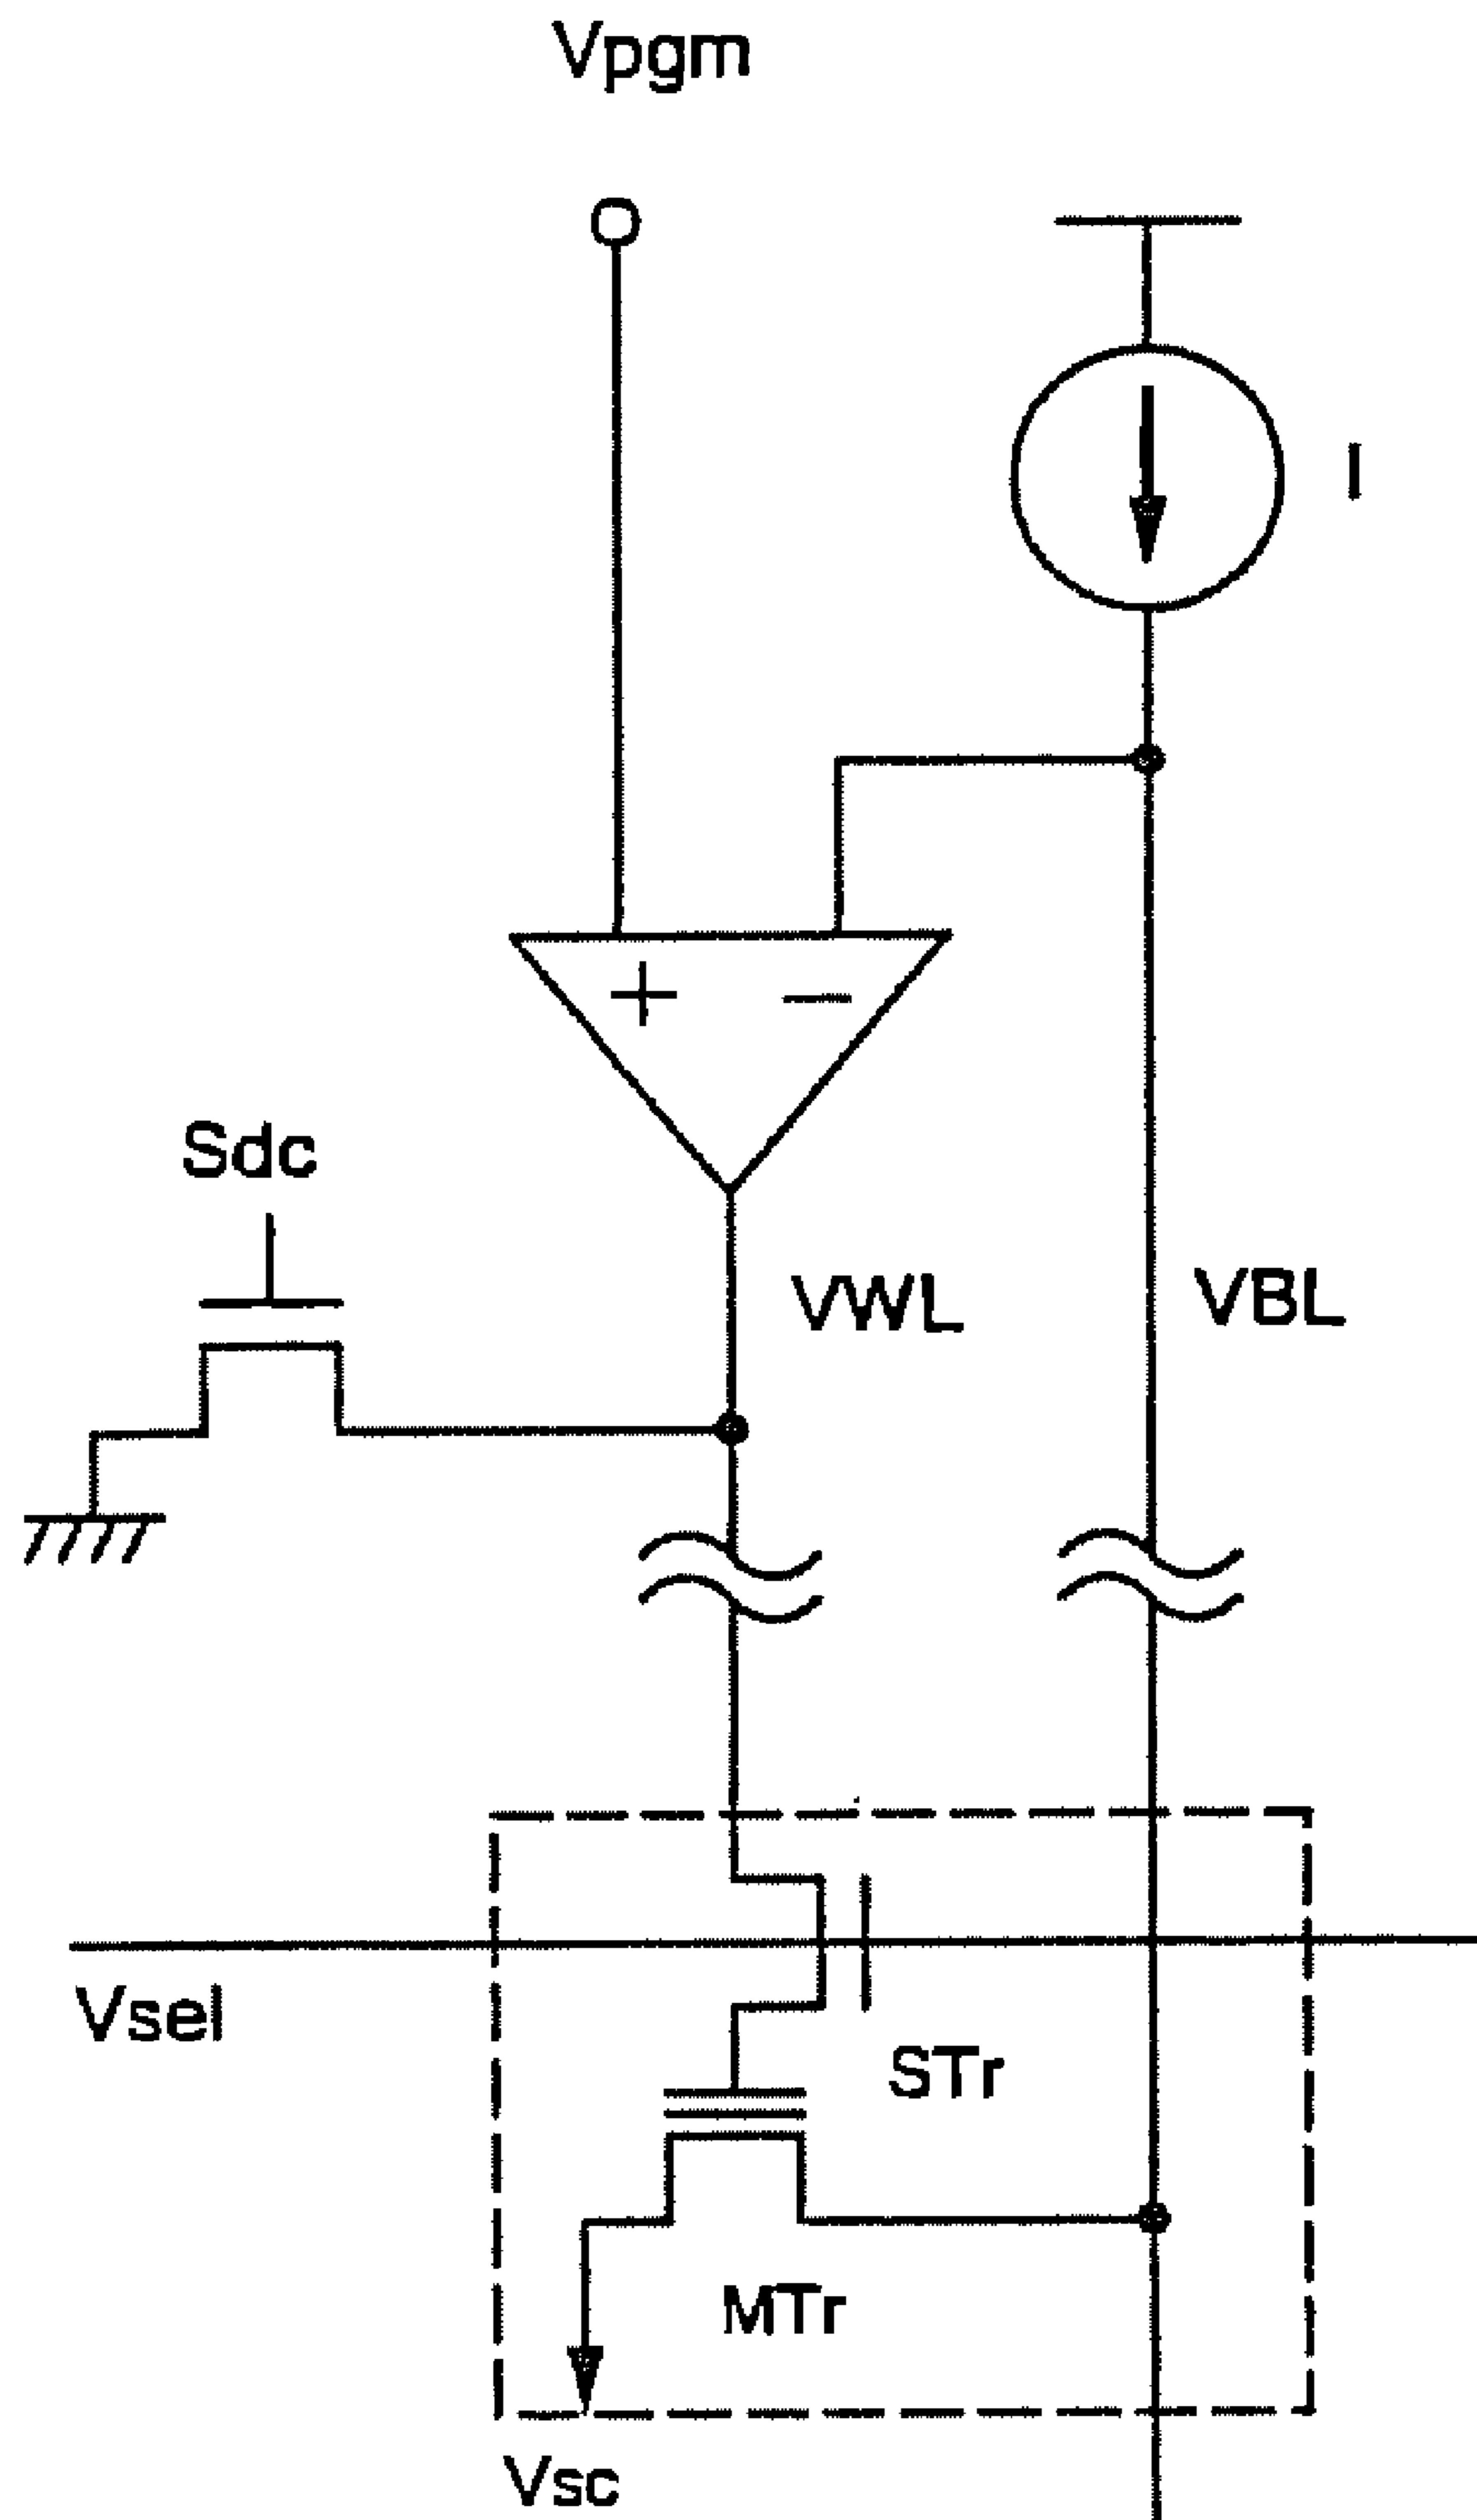 Vpgm
I
+ −
Sdc
VWL
VBL
Vsel
STr
MTr
Vsc